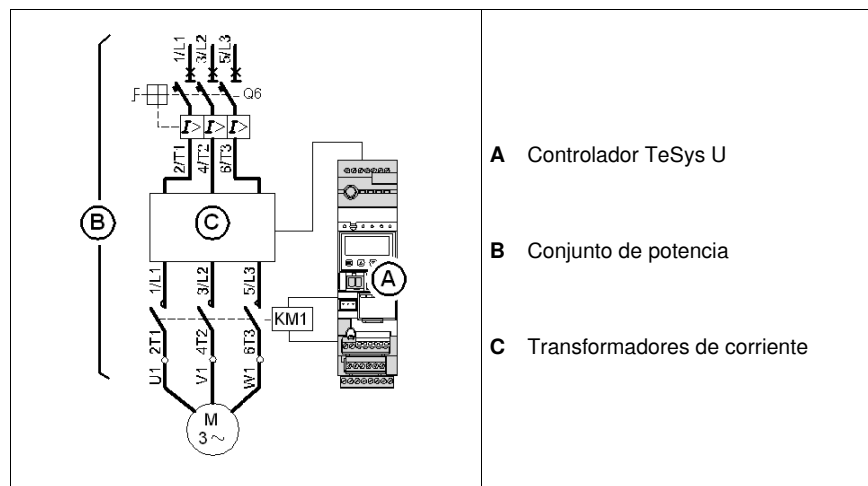 1/L1 3/L2 5/L3
Q6
I> I> I>
2/T1 4/T2 6/T3
B
C
A
1/L1 3/L2 5/L3
KM1
2T1 4T2 6T3
U1 V1 W1
M
3~
A Controlador TeSys U
B Conjunto de potencia
C Transformadores de corriente